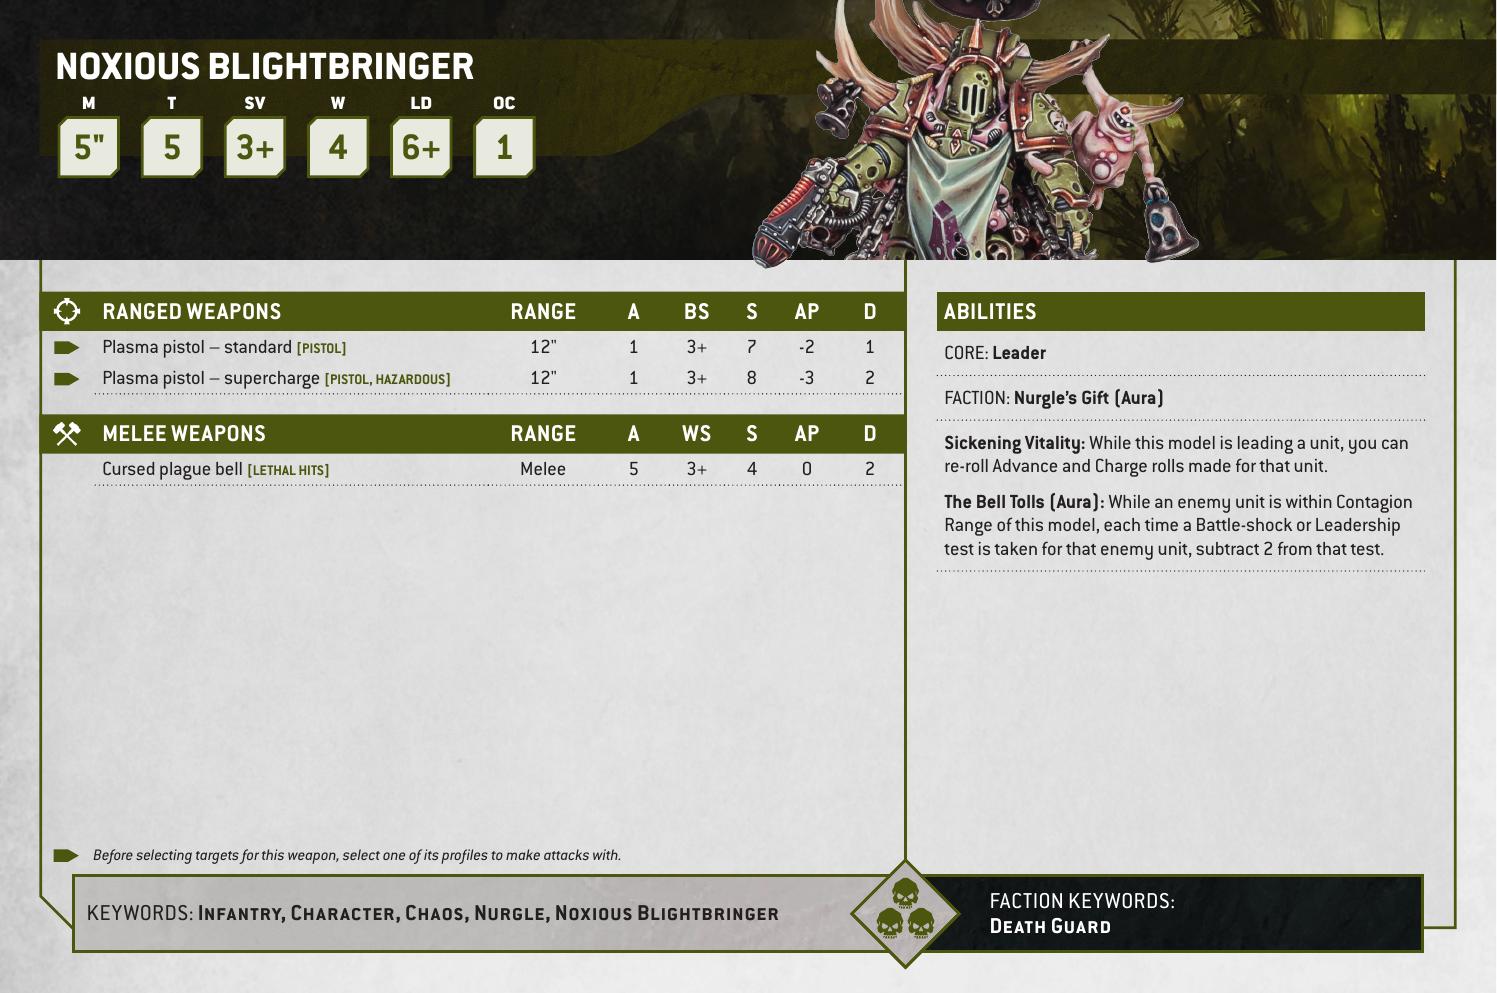 NOXIOUS BLIGHTBRINGER
M T SV W LD OC
5" 5 3+ 4 6+ 1
RANGED WEAPONS RANGE A BS S AP D
Plasma pistol – standard [PISTOL] 12" 1 3+ 7 -2 1
Plasma pistol – supercharge [PISTOL, HAZARDOUS] 12" 1 3+ 8 -3 2
MELEE WEAPONS RANGE A WS S AP D
Cursed plague bell [LETHAL HITS] Melee 5 3+ 4 0 2
Before selecting targets for this weapon, select one of its profiles to make attacks with.
ABILITIES
CORE: Leader
FACTION: Nurgle’s Gift (Aura)
Sickening Vitality: While this model is leading a unit, you can
re-roll Advance and Charge rolls made for that unit.
The Bell Tolls (Aura): While an enemy unit is within Contagion
Range of this model, each time a Battle-shock or Leadership
test is taken for that enemy unit, subtract 2 from that test.
KEYWORDS: INFANTRY, CHARACTER, CHAOS, NURGLE, NOXIOUS BLIGHTBRINGER
FACTION KEYWORDS:
DEATH GUARD